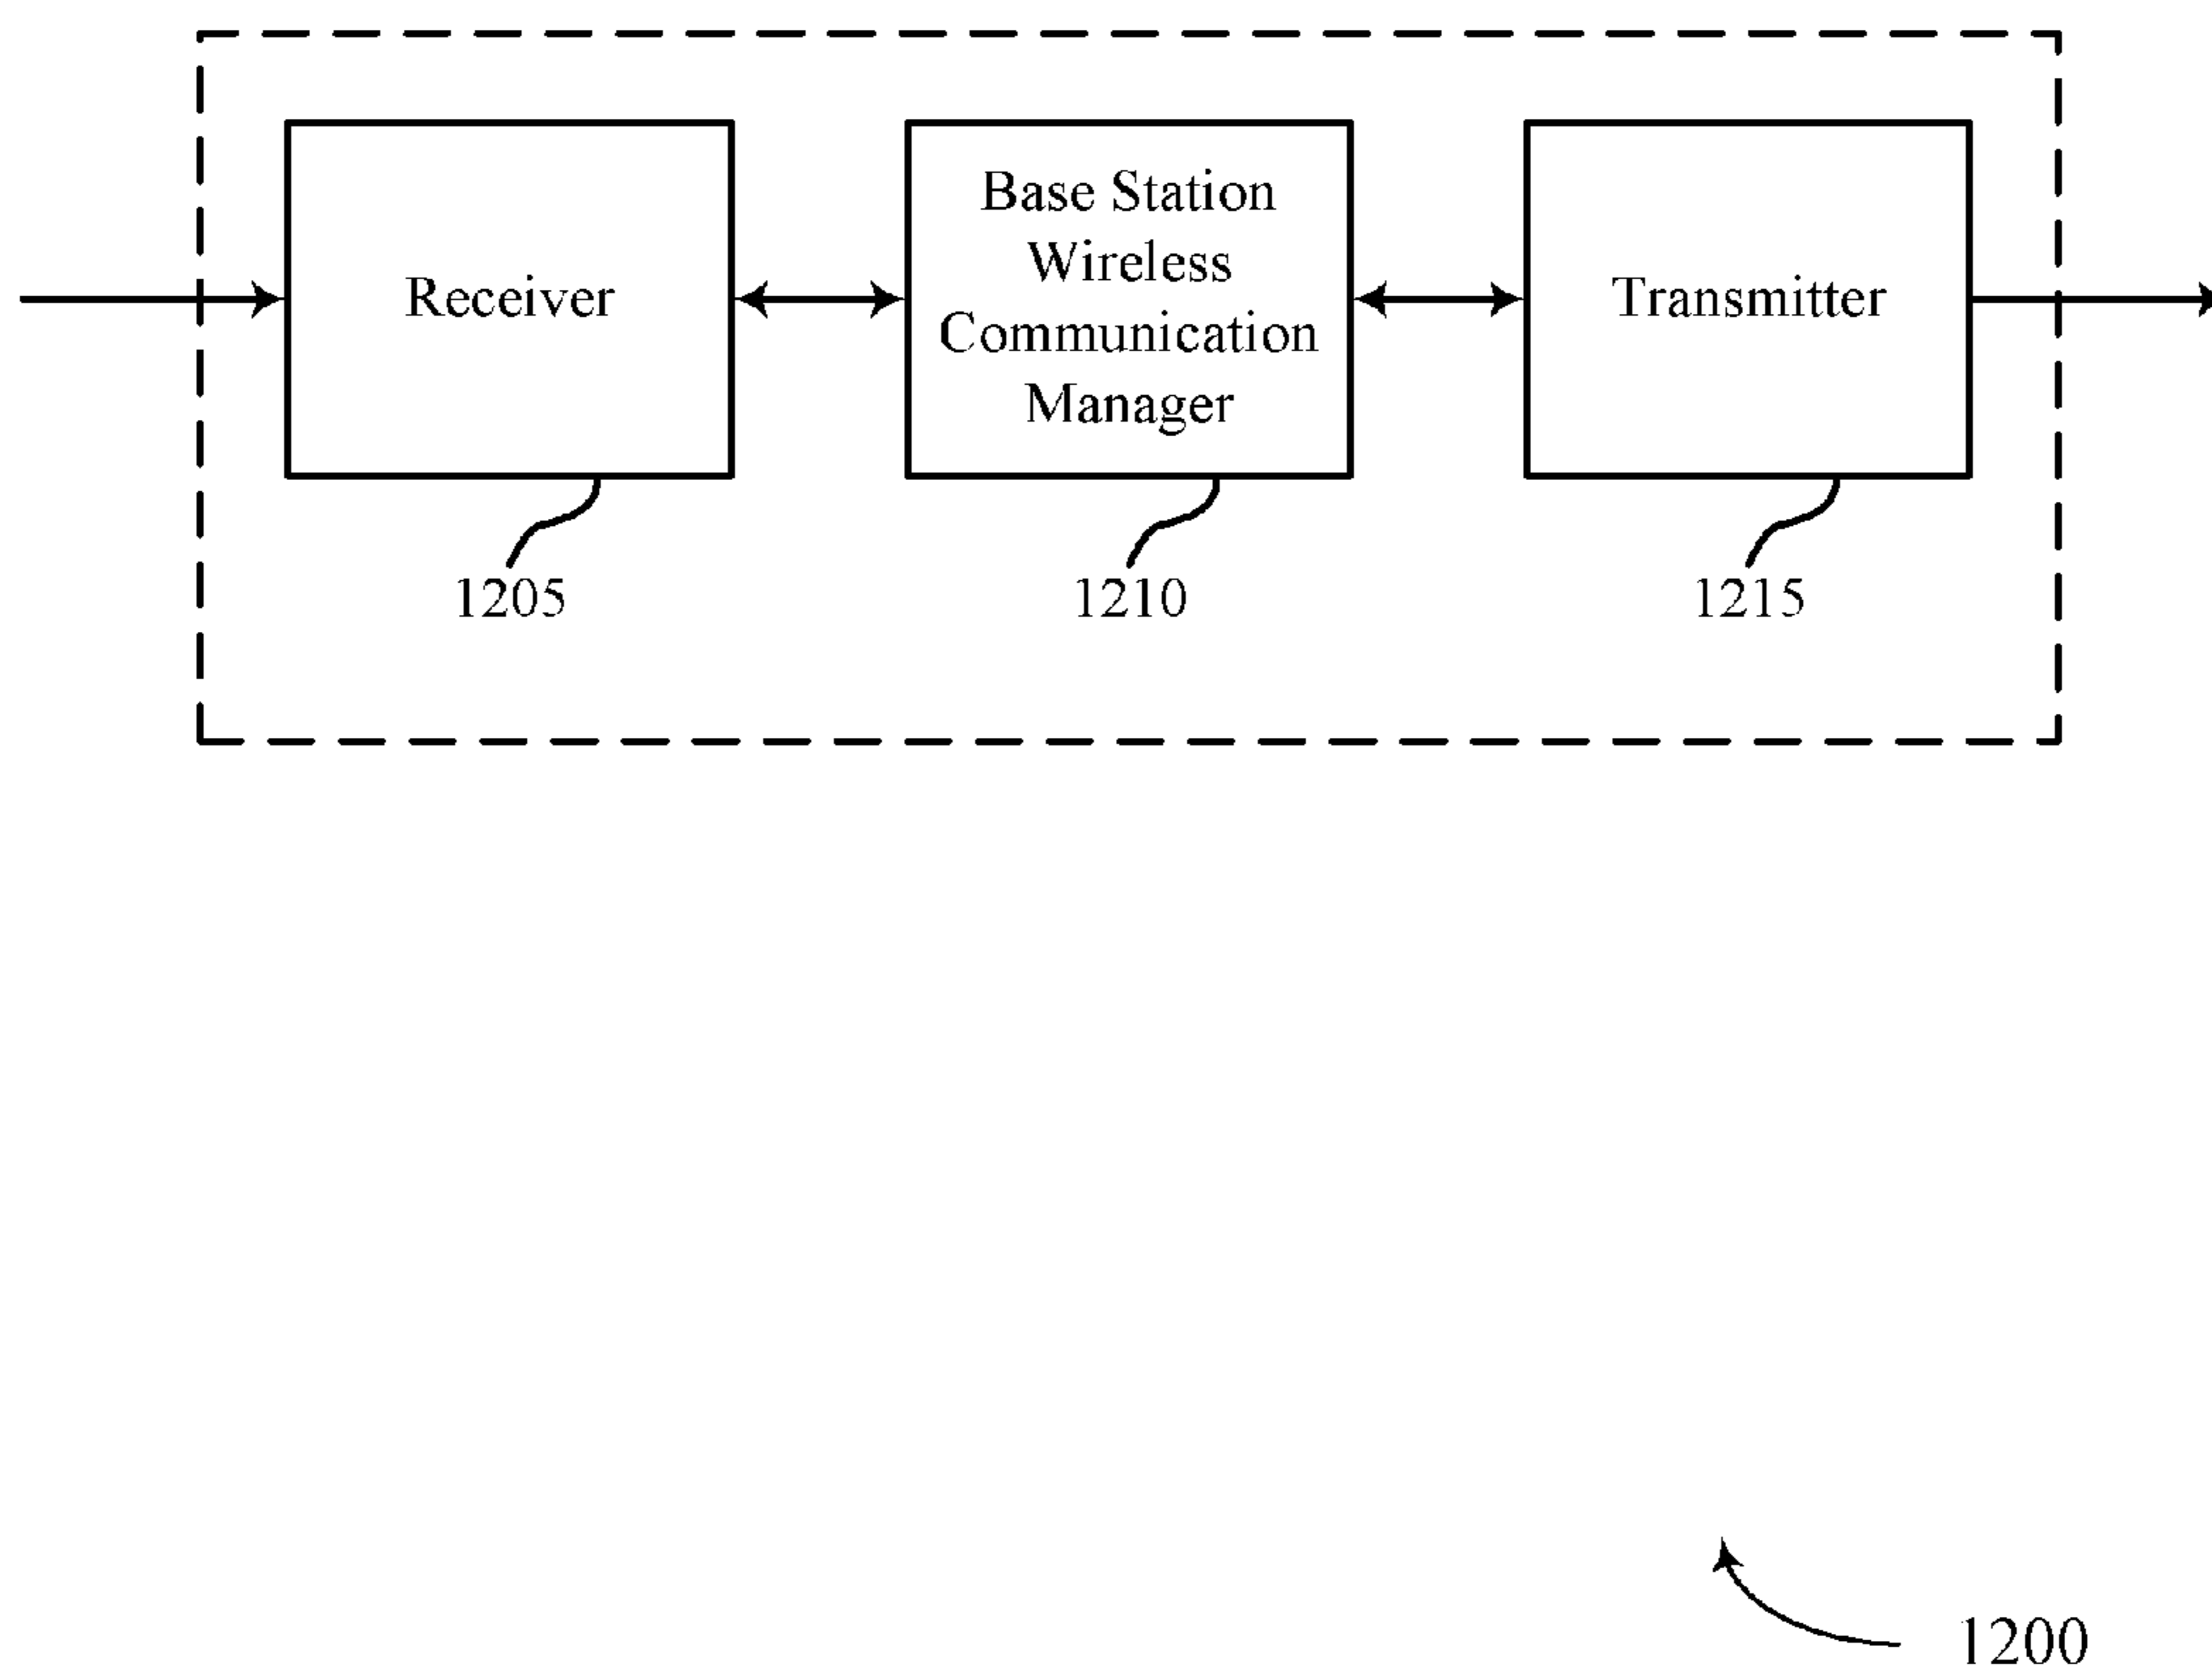 Receiver
Base Station
Wireless
Communication
Manager
Transmitter
1205
1210
1215
1200